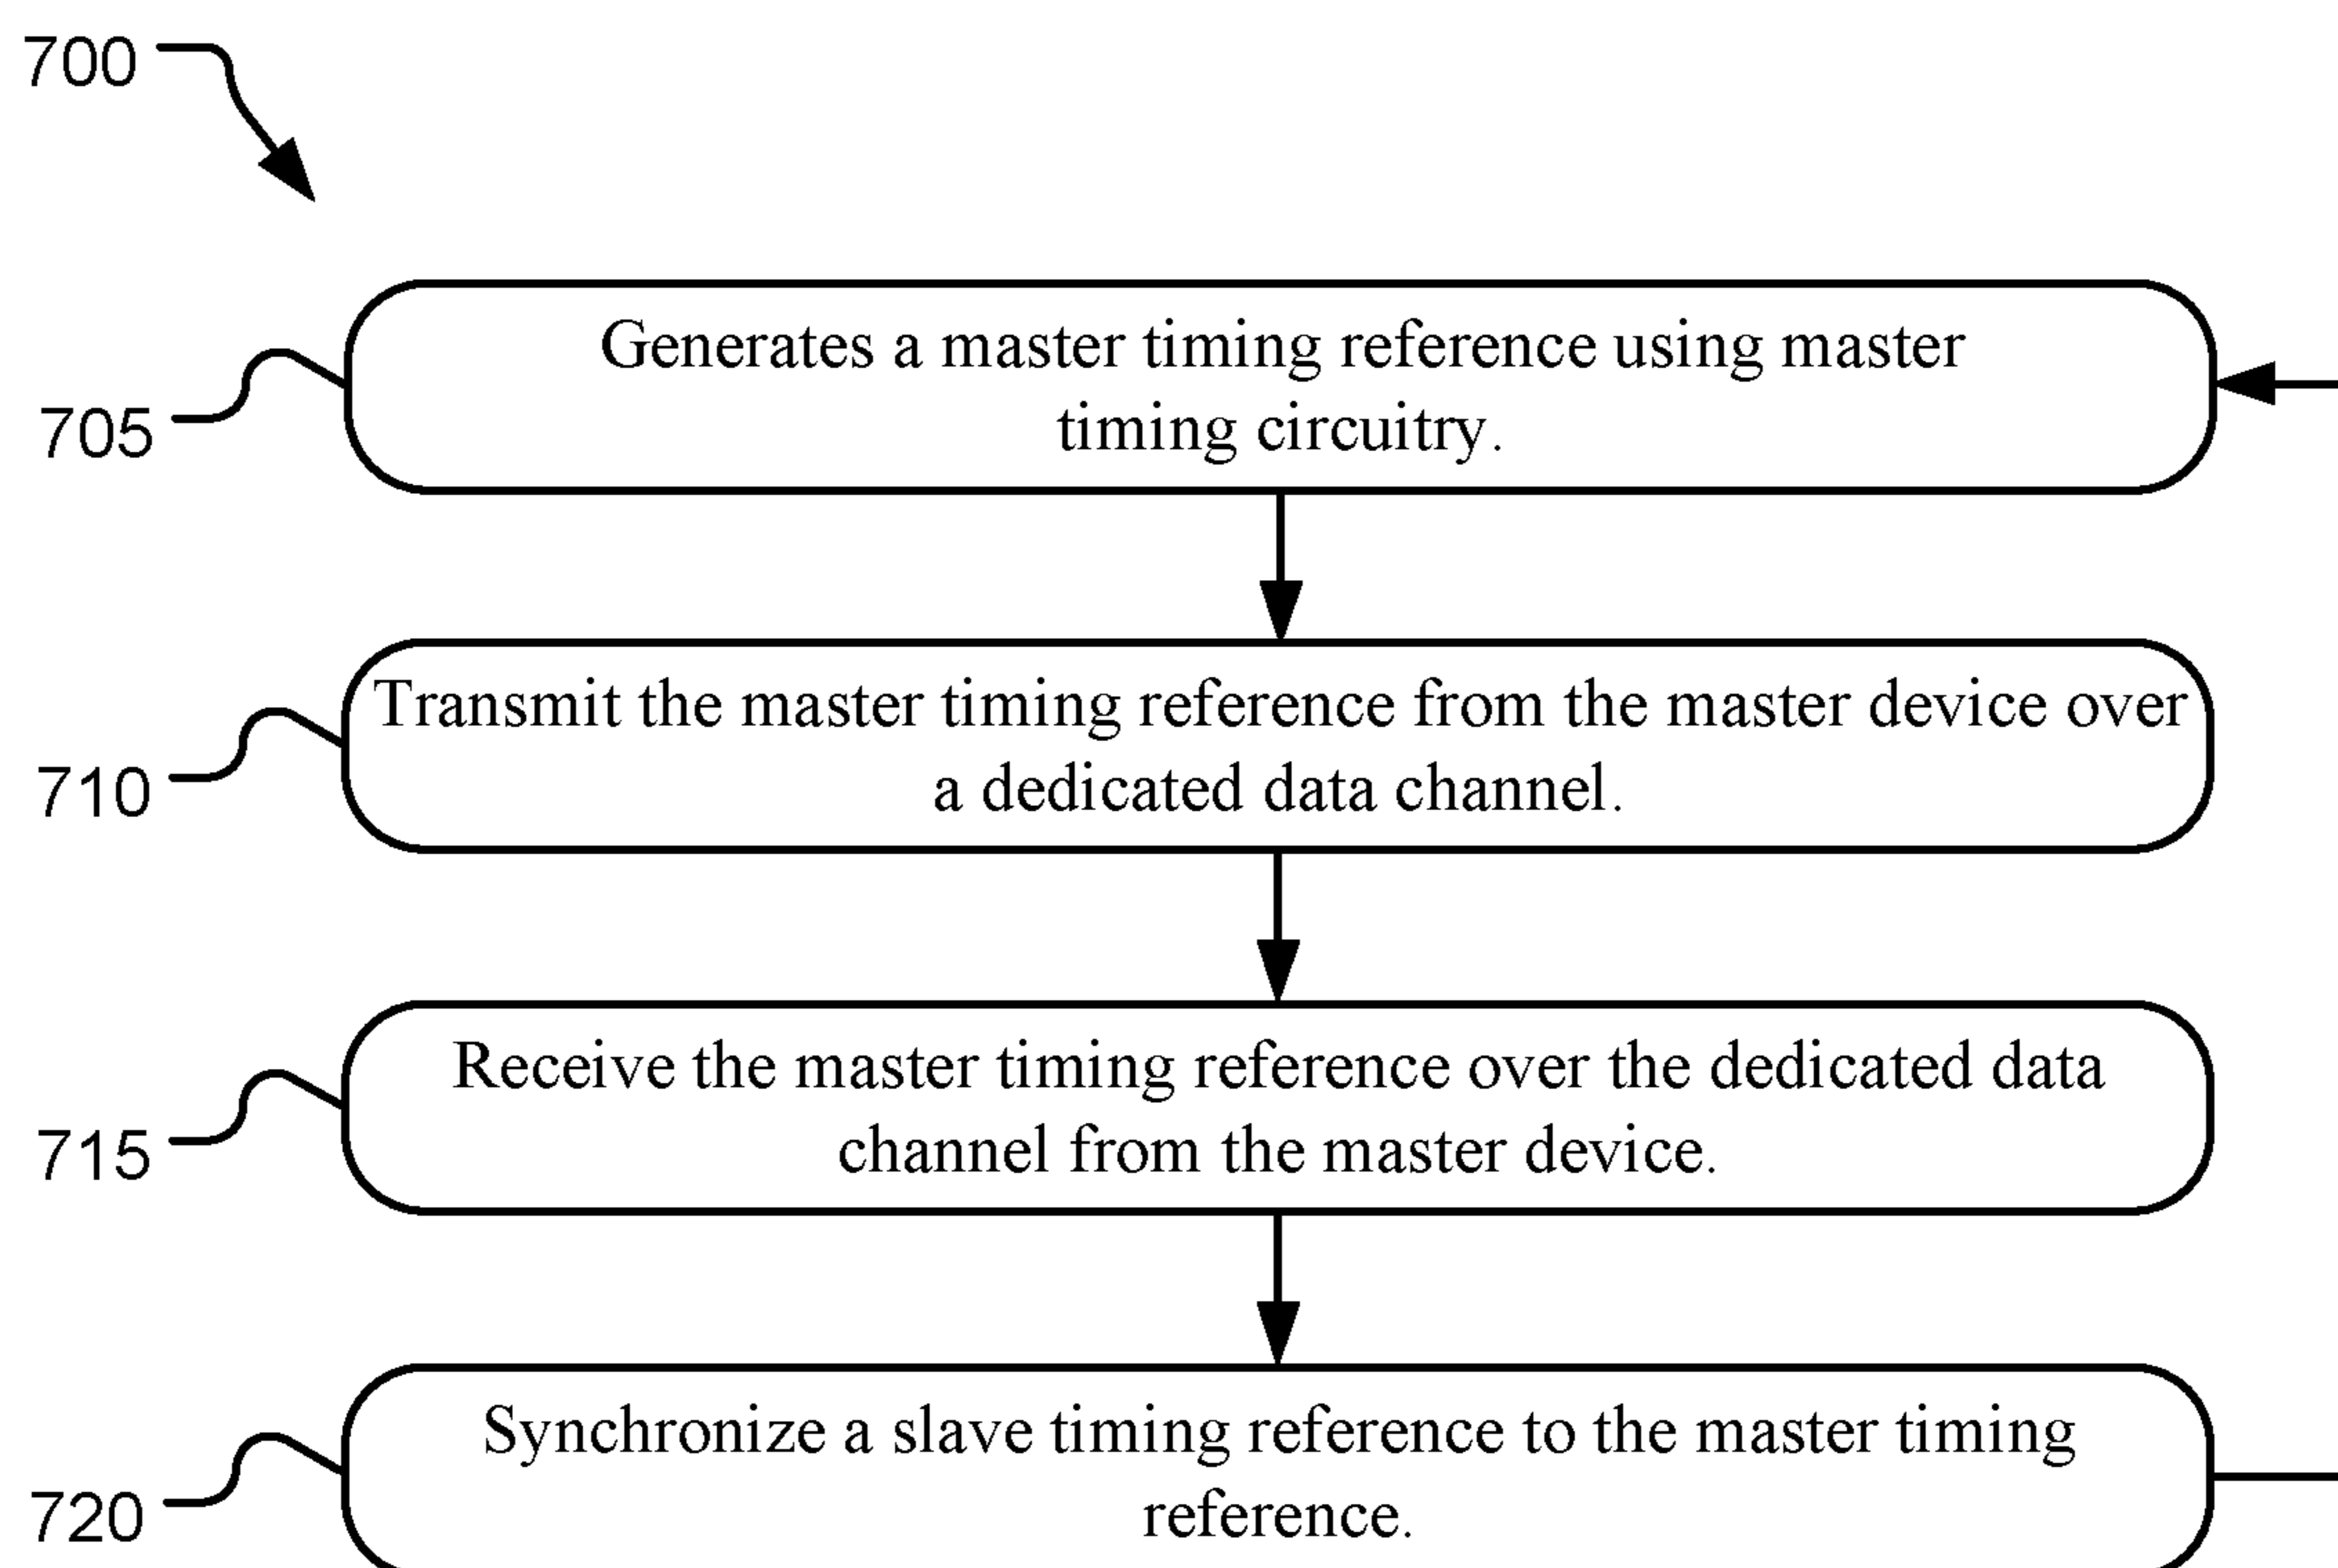 700
Generates a master timing reference using master
timing circuitry.
705
Transmit the master timing reference from the master device over
a dedicated data channel.
710
Receive the master timing reference over the dedicated data
channel from the master device.
715
Synchronize a slave timing reference to the master timing
reference.
720